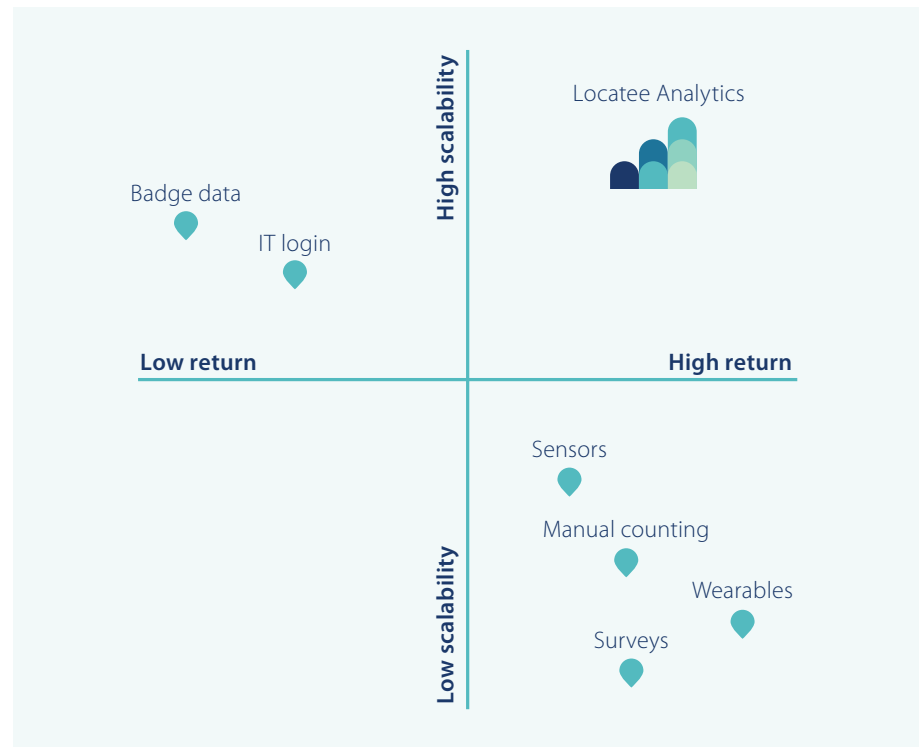 High scalability
Locatee Analytics
Badge data
IT login
Low return
High return
Sensors
Manual counting
Low scalability
Wearables
Surveys